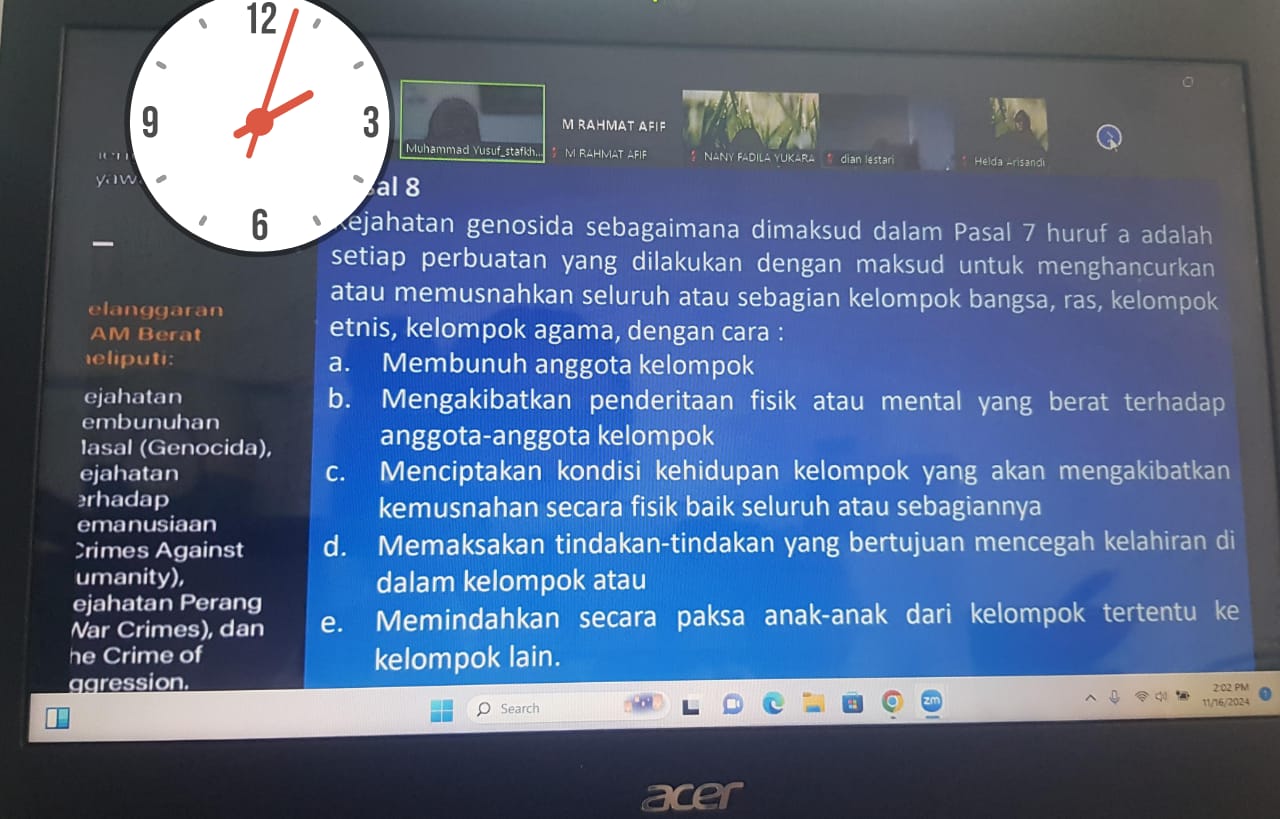 12
9
3
6
M RAHMAT AFIF
Muhammad Yusuf_stafkh...
M RAHMAT AFIF
NANY FADILA YUKARA
dian lestari
Helda Arisandi
al 8
ejahatan genosida sebagaimana dimaksud dalam Pasal 7 huruf a adalah
setiap perbuatan yang dilakukan dengan maksud untuk menghancurkan
atau memusnahkan seluruh atau sebagian kelompok bangsa, ras, kelompok
etnis, kelompok agama, dengan cara :
a. Membunuh anggota kelompok
b. Mengakibatkan penderitaan fisik atau mental yang berat terhadap
anggota-anggota kelompok
c. Menciptakan kondisi kehidupan kelompok yang akan mengakibatkan
kemusnahan secara fisik baik seluruh atau sebagiannya
d. Memaksakan tindakan-tindakan yang bertujuan mencegah kelahiran di
dalam kelompok atau
e. Memindahkan secara paksa anak-anak dari kelompok tertentu ke
kelompok lain.
elanggaran
AM Berat
eliputi:
ejahatan
embunuhan
asal (Genocida),
ejahatan
erhadap
emanusiaan
Crimes Against
umanity),
ejahatan Perang
War Crimes), dan
he Crime of
ggression.
Search
zm
2:02 PM
11/16/2024
acer